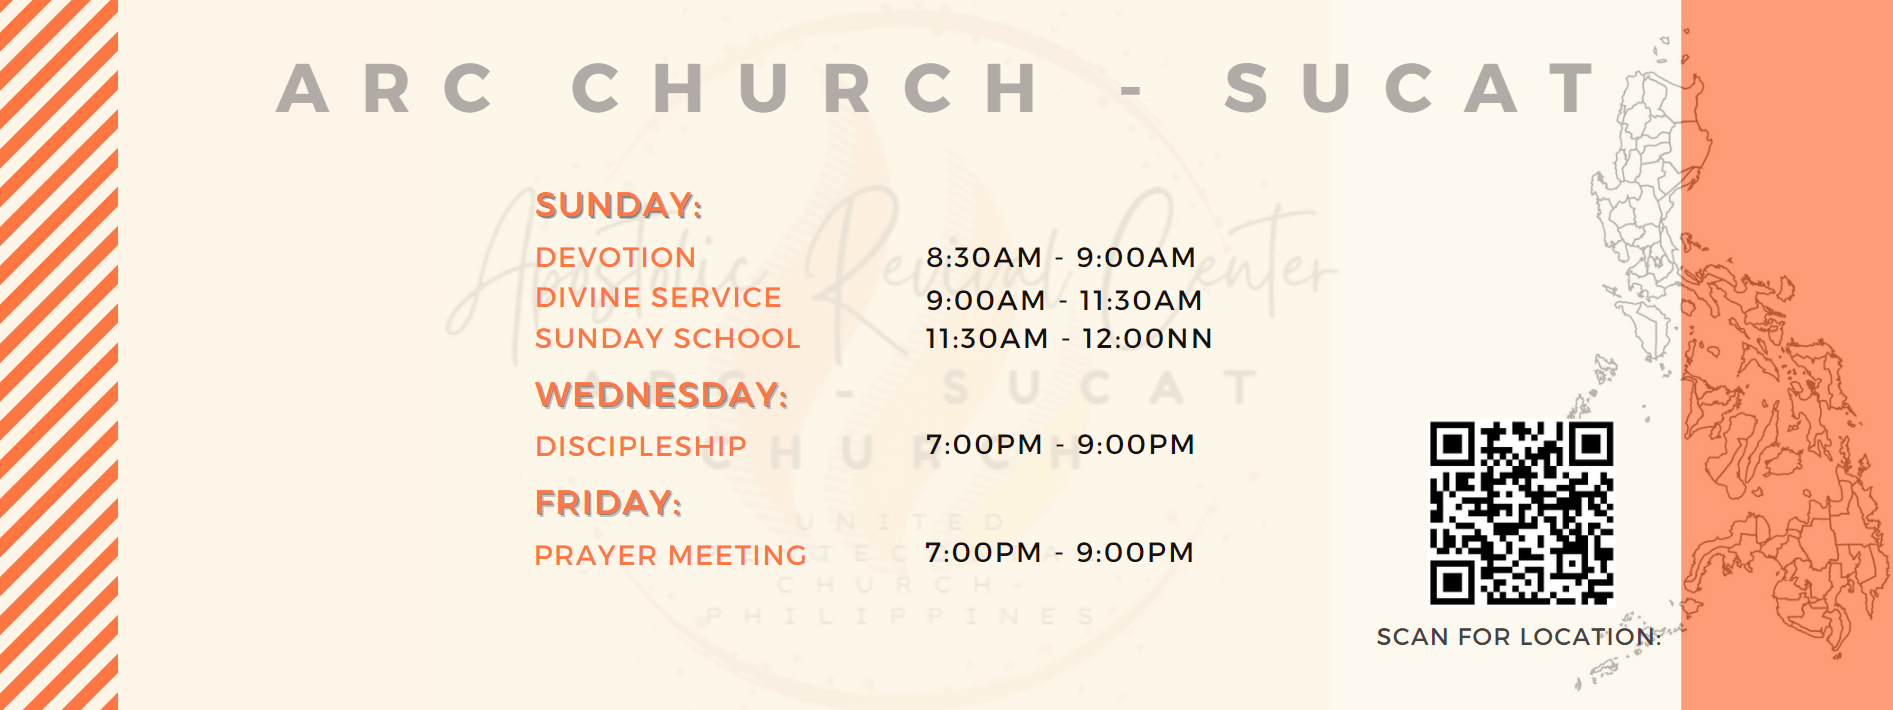 ARC CHURCH - SUCAT
SUNDAY:
DEVOTION 8:30AM - 9:00AM
DIVINE SERVICE 9:00AM - 11:30AM
SUNDAY SCHOOL 11:30AM - 12:00NN
WEDNESDAY:
DISCIPLESHIP 7:00PM - 9:00PM
FRIDAY:
PRAYER MEETING 7:00PM - 9:00PM
SCAN FOR LOCATION:
Apostolic Revival Center
ARC - SUCAT
CHURCH
UNITED
CHURCH-
PHILIPPINES